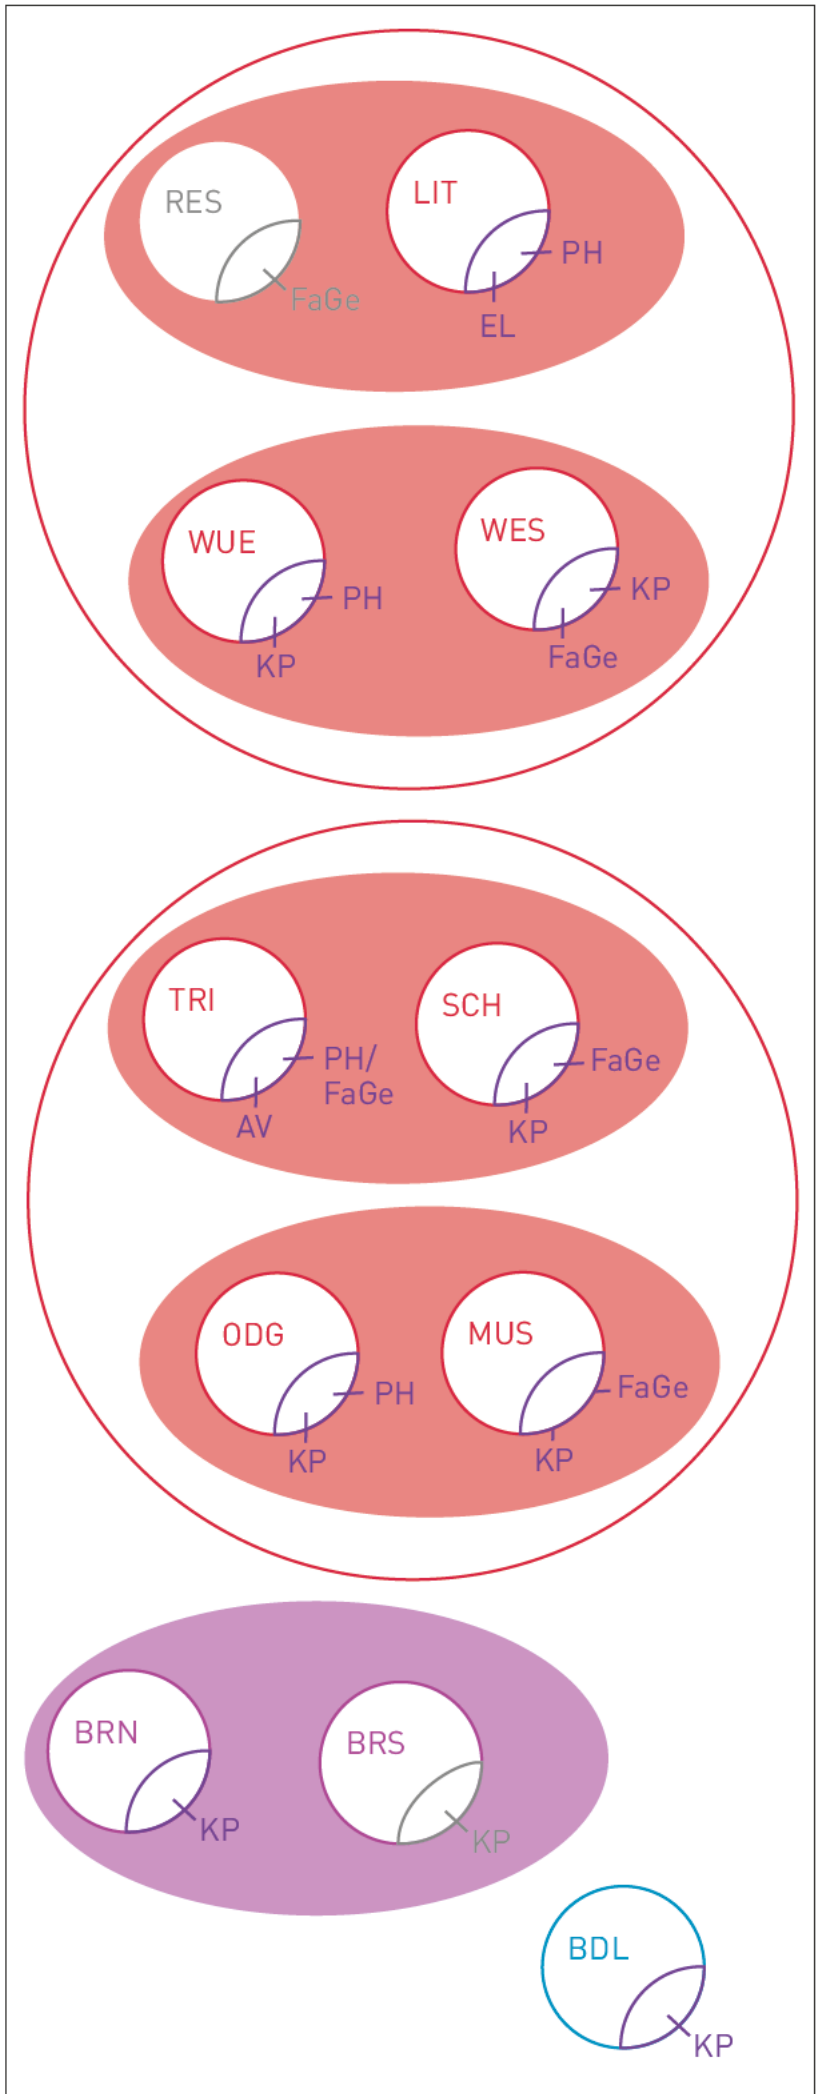 RES
FaGe
LIT
PH
EL
WUE
PH
KP
WES
KP
FaGe
TRI
PH/
FaGe
AV
SCH
FaGe
KP
ODG
PH
KP
MUS
FaGe
KP
BRN
KP
BRS
KP
BDL
KP